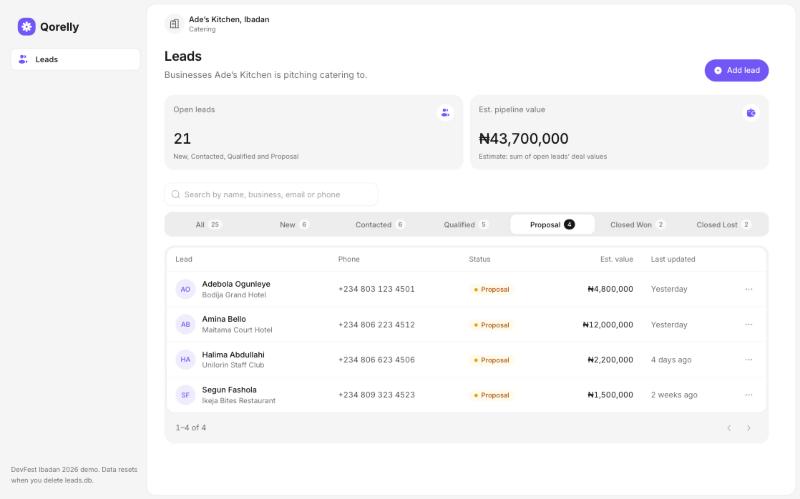 Qorelly
Leads
DevFest Ibadan 2026 demo. Data resets
when you delete leads.db.
Ade's Kitchen, Ibadan
Catering
Leads
Businesses Ade's Kitchen is pitching catering to.
Add lead
Open leads
21
New, Contacted, Qualified and Proposal
Est. pipeline value
₦43,700,000
Estimate: sum of open leads' deal values
Search by name, business, email or phone
All 25 New 6 Contacted 6 Qualified 5 Proposal 4 Closed Won 2 Closed Lost 2
Lead Phone Status Est. value Last updated
AO Adebola Ogunleye +234 803 123 4501 Proposal ₦4,800,000 Yesterday ...
Bodija Grand Hotel
AB Amina Bello +234 806 223 4512 Proposal ₦12,000,000 Yesterday ...
Maitama Court Hotel
HA Halima Abdullahi +234 806 623 4506 Proposal ₦2,200,000 4 days ago ...
Unilorin Staff Club
SF Segun Fashola +234 809 323 4523 Proposal ₦1,500,000 2 weeks ago ...
Ikeja Bites Restaurant
1–4 of 4